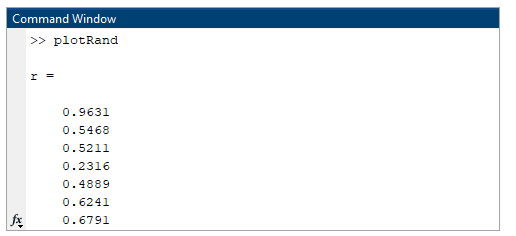 Command Window
>> plotRand
r =
0.9631
0.5468
0.5211
0.2316
0.4889
0.6241
fx 0.6791